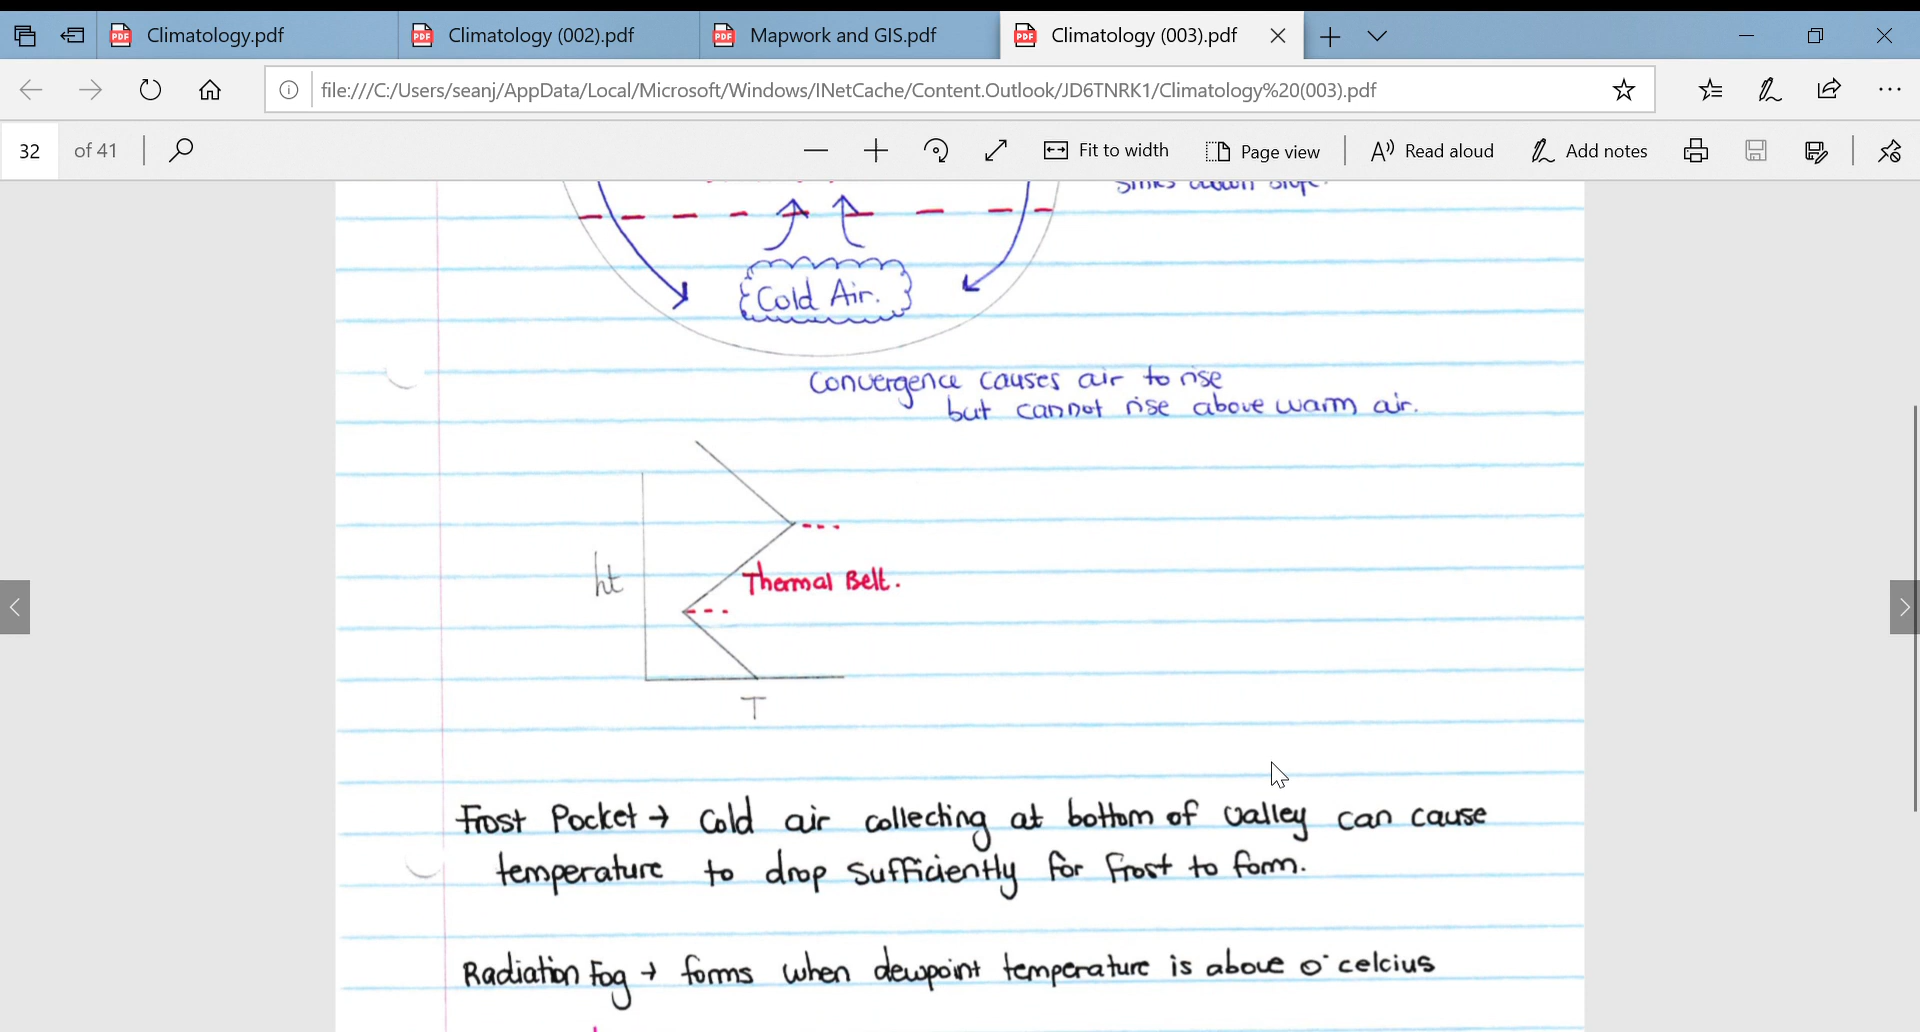 Climatology.pdf
Climatology (002).pdf
Mapwork and GIS.pdf
Climatology (003).pdf
file:///C:/Users/seanj/AppData/Local/Microsoft/Windows/INetCache/Content.Outlook/JD6TNRK1/Climatology%20(003).pdf
32 of 41
Fit to width
Page view
Read aloud
Add notes
sinks down slope.
Cold Air.
Convergence causes air to rise
but cannot rise above warm air.
ht
Thermal Belt.
T
Frost Pocket → Cold air collecting at bottom of valley can cause
temperature to drop sufficiently for frost to form.
Radiation Fog → forms when dewpoint temperature is above 0° celcius